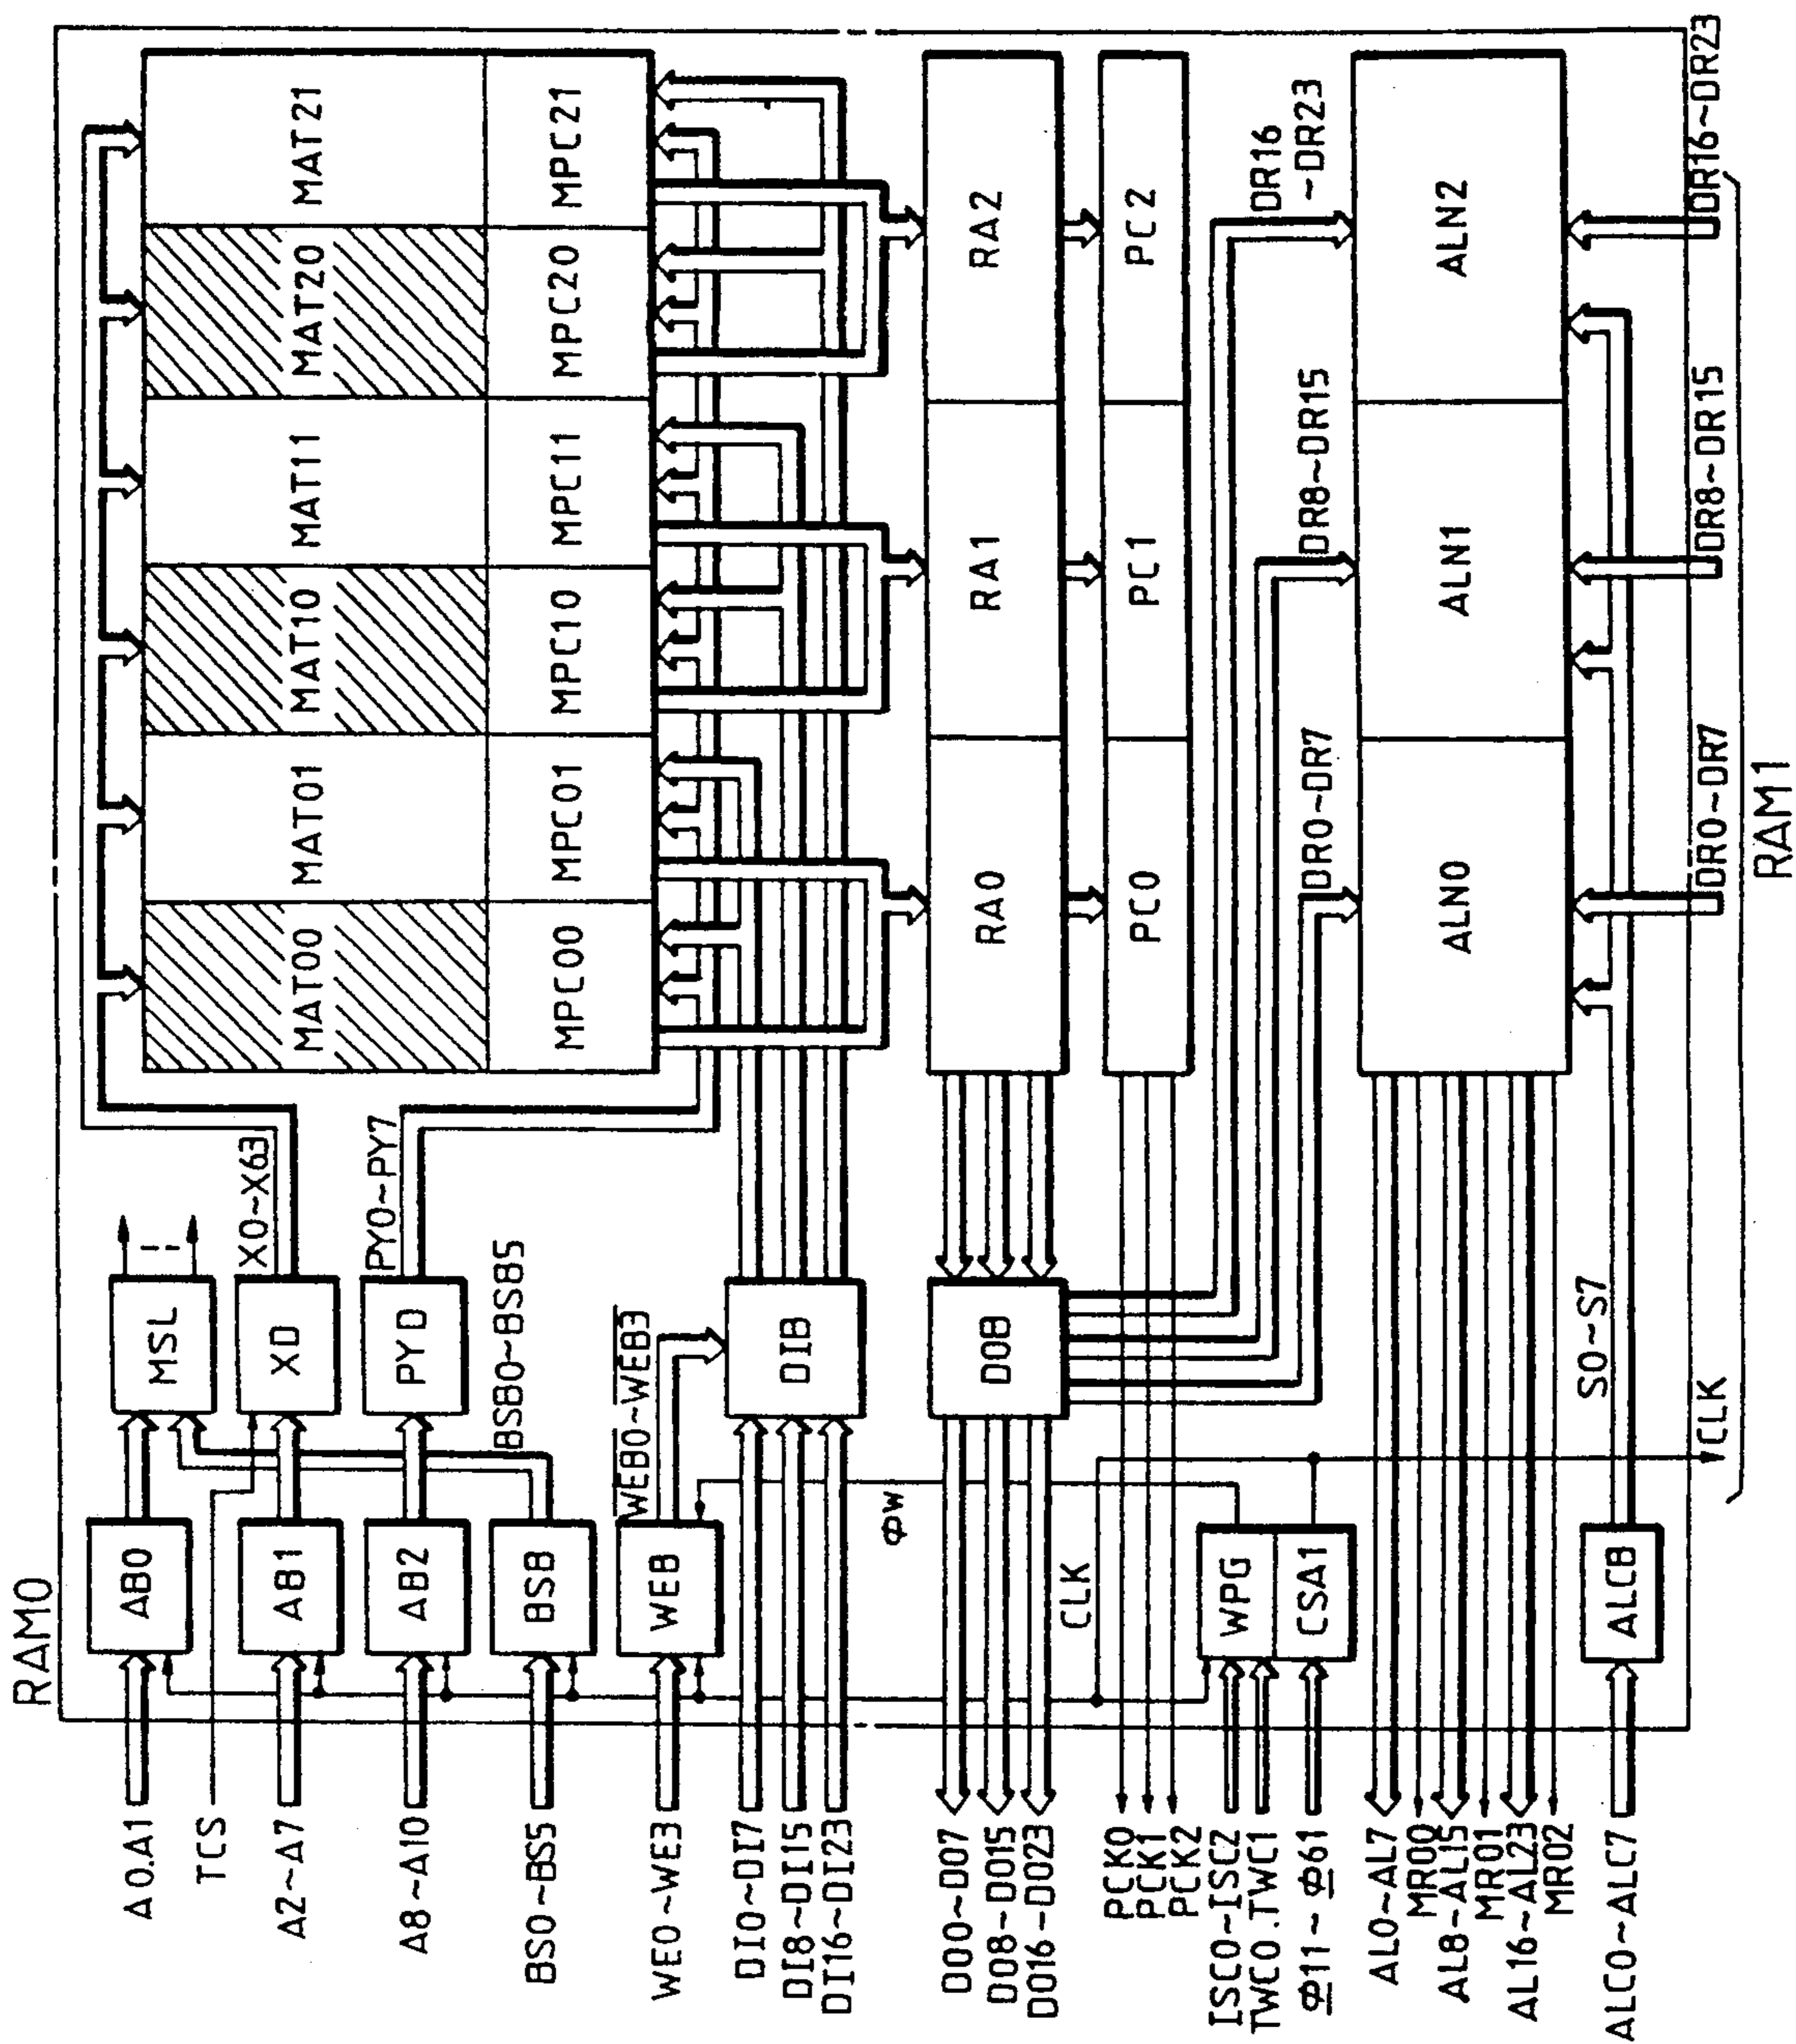 RAM0
A0.A1
TCS
A2~A7
A8~A10
BS0~BS5
WE0~WE3
DI0~DI7
DI8~DI15
DI16~DI23
DO0~DO7
DO8~DO15
DO16~DO23
PCK0
PCK1
PCK2
ISC0~ISC2
TWC0.TWC1
Φ11~Φ61
AL0~AL7
MR00
AL8~AL15
MR01
AL16~AL23
MR02
ALC0~ALC7
AB0
AB1
AB2
BSB
WEB
ΦW
CLK
WPG
CSA1
ALCB
MSL
XD
PYD
BSB0~BSB5
WEB0~WEB3
DIB
DOB
S0~S7
CLK
X0~X63
PY0~PY7
MAT00
MAT01
MAT10
MAT11
MAT20
MAT21
MPC00
MPC01
MPC10
MPC11
MPC20
MPC21
RA0
RA1
RA2
PC0
PC1
PC2
DR0~DR7
DR8~DR15
DR16
~DR23
ALN0
ALN1
ALN2
DR0~DR7
DR8~DR15
DR16~DR23
RAM1